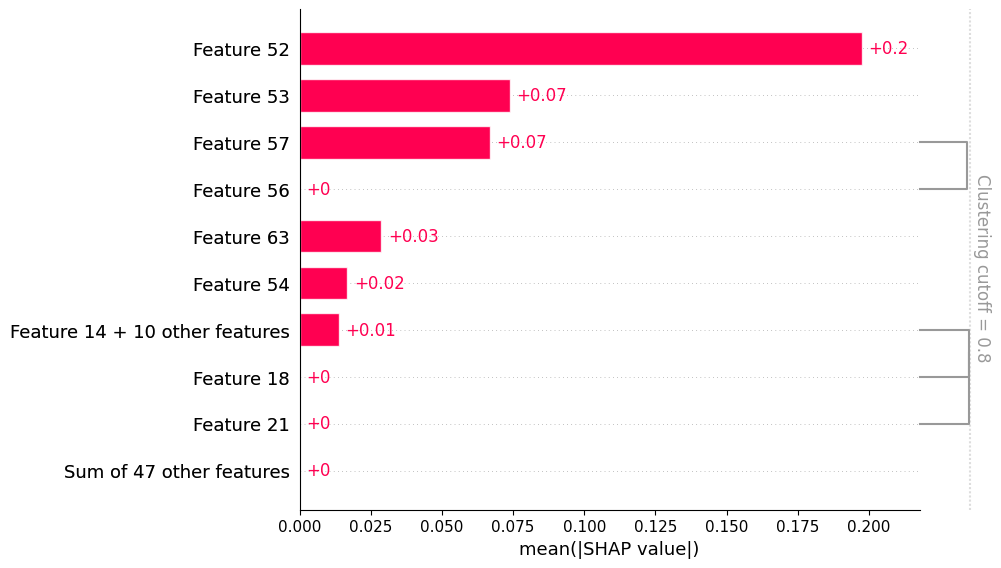 Feature 52 +0.2
Feature 53 +0.07
Feature 57 +0.07
Feature 56 +0
Feature 63 +0.03
Feature 54 +0.02
Feature 14 + 10 other features +0.01
Feature 18 +0
Feature 21 +0
Sum of 47 other features +0
Clustering cutoff = 0.8
0.000 0.025 0.050 0.075 0.100 0.125 0.150 0.175 0.200
mean(|SHAP value|)